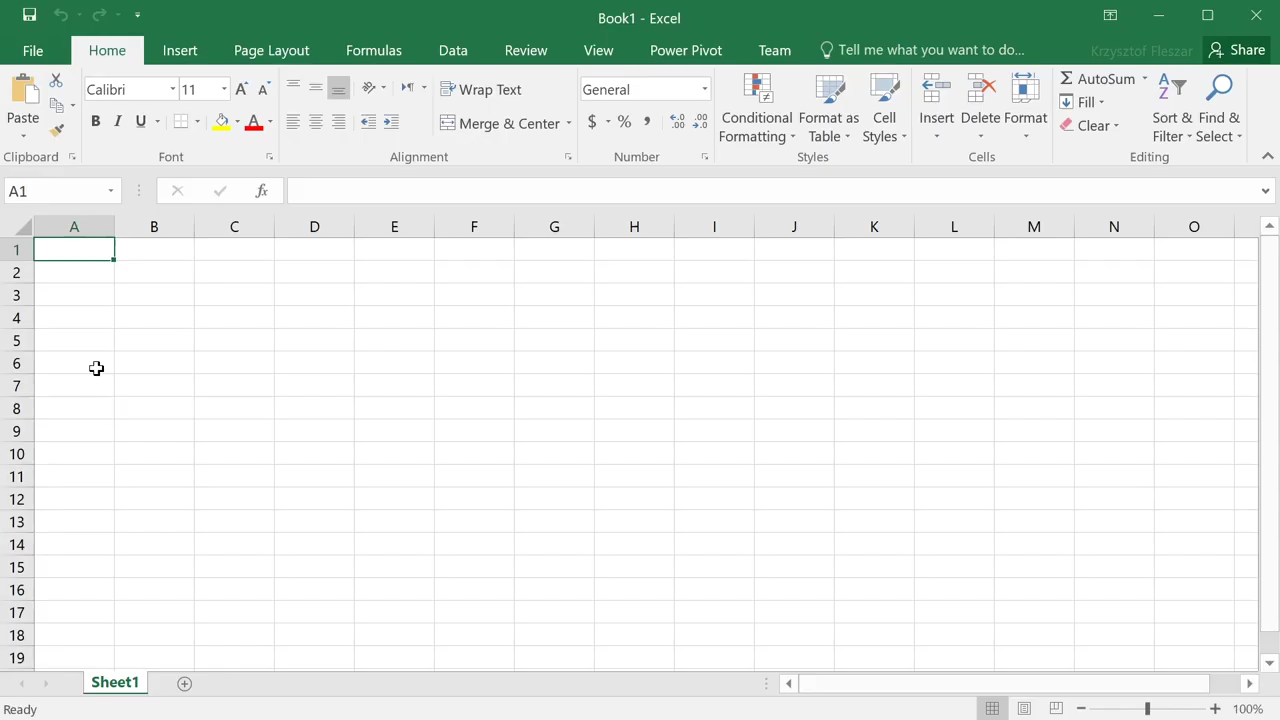 Book1 - Excel
File Home Insert Page Layout Formulas Data Review View Power Pivot Team Tell me what you want to do... Krzysztof Fleszar Share
Calibri 11 Wrap Text General AutoSum
Fill
Paste B I U A Merge & Center $ % , Conditional Formatting Format as Table Cell Styles Insert Delete Format Clear Sort & Filter Find & Select
Clipboard Font Alignment Number Styles Cells Editing
A1 fx
A B C D E F G H I J K L M N O
1
2
3
4
5
6
7
8
9
10
11
12
13
14
15
16
17
18
19
Sheet1
Ready 100%